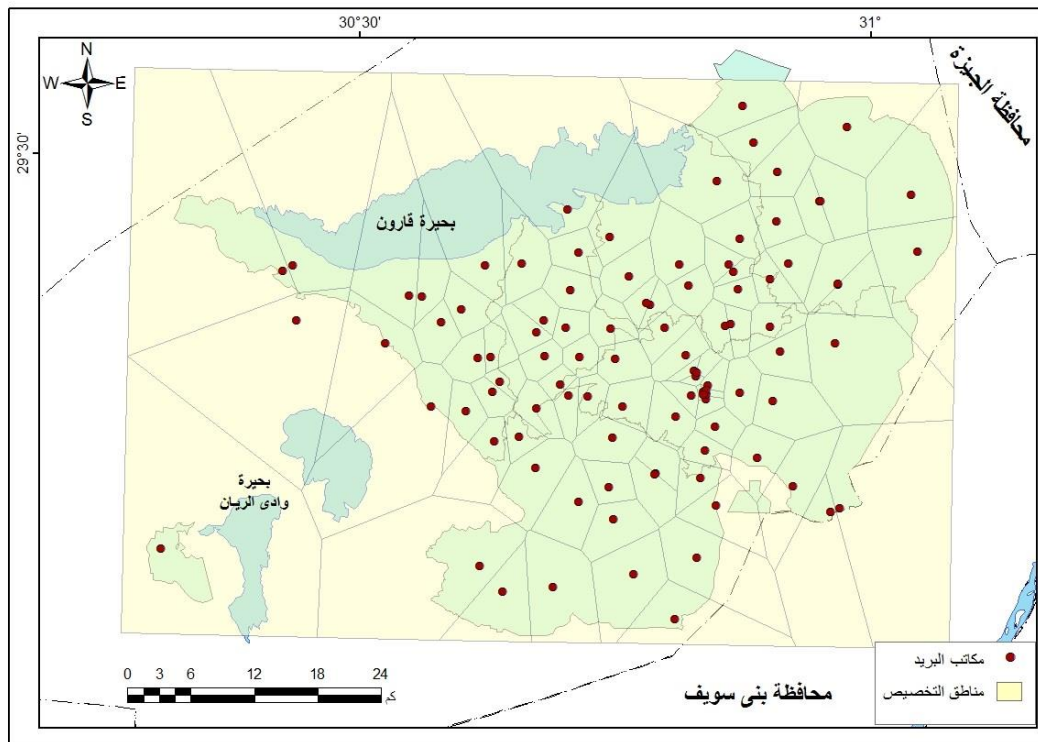 30°30'
31°
N
W
E
S
29°30'
محافظة الجيزة
بحيرة قارون
بحيرة
وادى الريان
0 3 6 12 18 24
كم
محافظة بنى سويف
مكاتب البريد
مناطق التخصيص